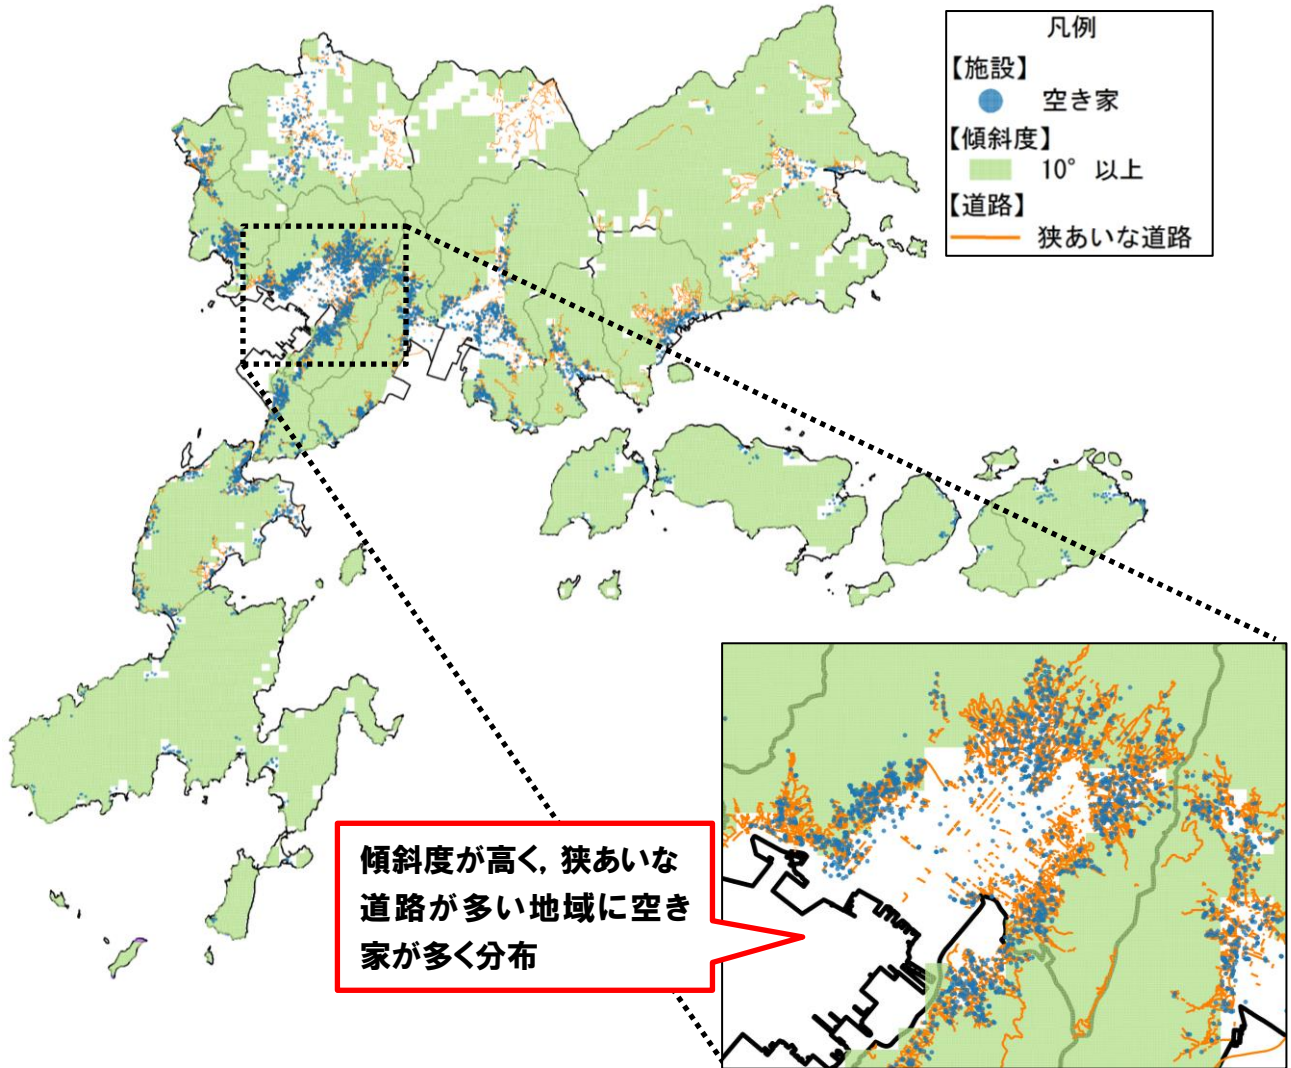 凡例
【施設】
空き家
【傾斜度】
10° 以上
【道路】
狭あいな道路
傾斜度が高く, 狭あいな
道路が多い地域に空き
家が多く分布